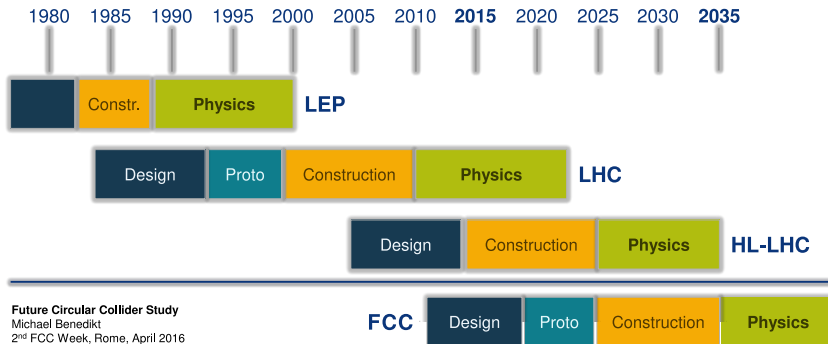 1980 1985 1990 1995 2000 2005 2010 2015 2020 2025 2030 2035
Constr. Physics LEP
Design Proto Construction Physics LHC
Design Construction Physics HL-LHC
FCC Design Proto Construction Physics
Future Circular Collider Study
Michael Benedikt
2nd FCC Week, Rome, April 2016